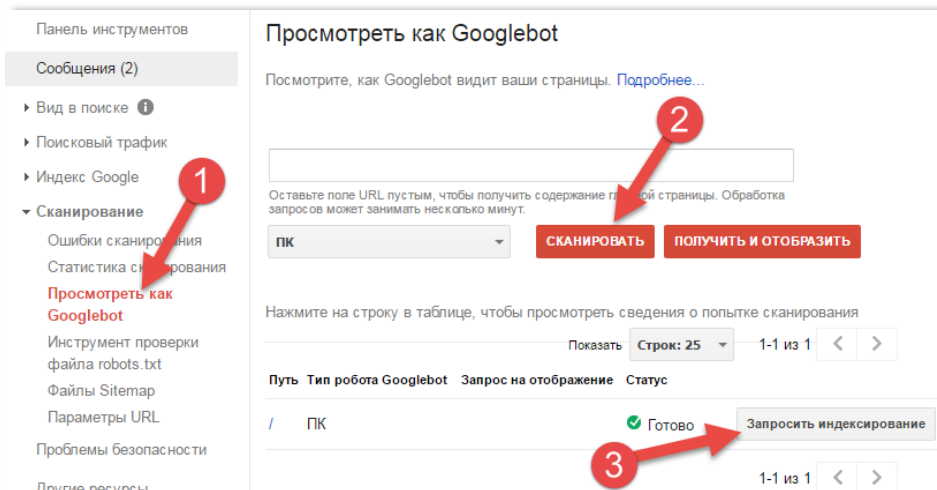 Панель инструментов
Сообщения (2)
Вид в поиске
Поисковый трафик
Индекс Google
1
Сканирование
Ошибки сканирования
Статистика сканирования
Просмотреть как
Googlebot
Инструмент проверки
файла robots.txt
Файлы Sitemap
Параметры URL
Проблемы безопасности
Другие ресурсы
Просмотреть как Googlebot
Посмотрите, как Googlebot видит ваши страницы. Подробнее...
2
Оставьте поле URL пустым, чтобы получить содержание главной страницы. Обработка
запросов может занимать несколько минут.
ПК СКАНИРОВАТЬ ПОЛУЧИТЬ И ОТОБРАЗИТЬ
Нажмите на строку в таблице, чтобы просмотреть сведения о попытке сканирования
Показать Строк: 25 1-1 из 1
Путь Тип робота Googlebot Запрос на отображение Статус
/ ПК Готово Запросить индексирование
3
1-1 из 1